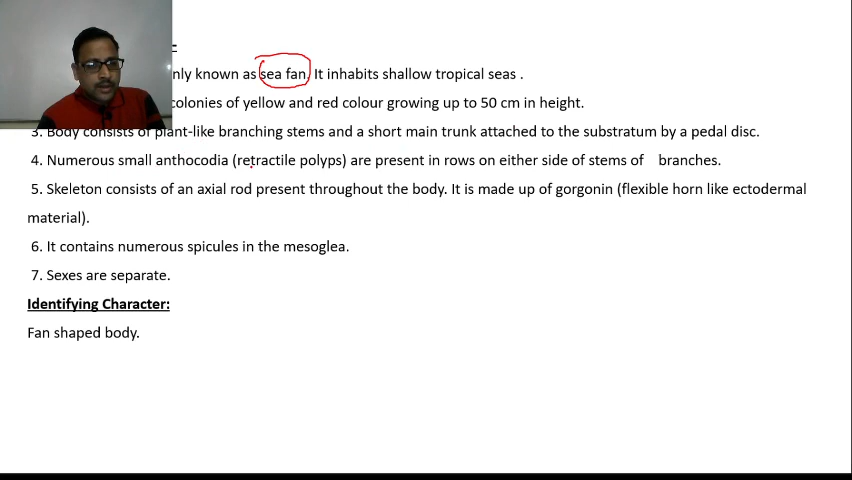 nly known as sea fan. It inhabits shallow tropical seas .
colonies of yellow and red colour growing up to 50 cm in height.
3. Body consists of plant-like branching stems and a short main trunk attached to the substratum by a pedal disc.
4. Numerous small anthocodia (retractile polyps) are present in rows on either side of stems of branches.
5. Skeleton consists of an axial rod present throughout the body. It is made up of gorgonin (flexible horn like ectodermal
material).
6. It contains numerous spicules in the mesoglea.
7. Sexes are separate.
Identifying Character:
Fan shaped body.